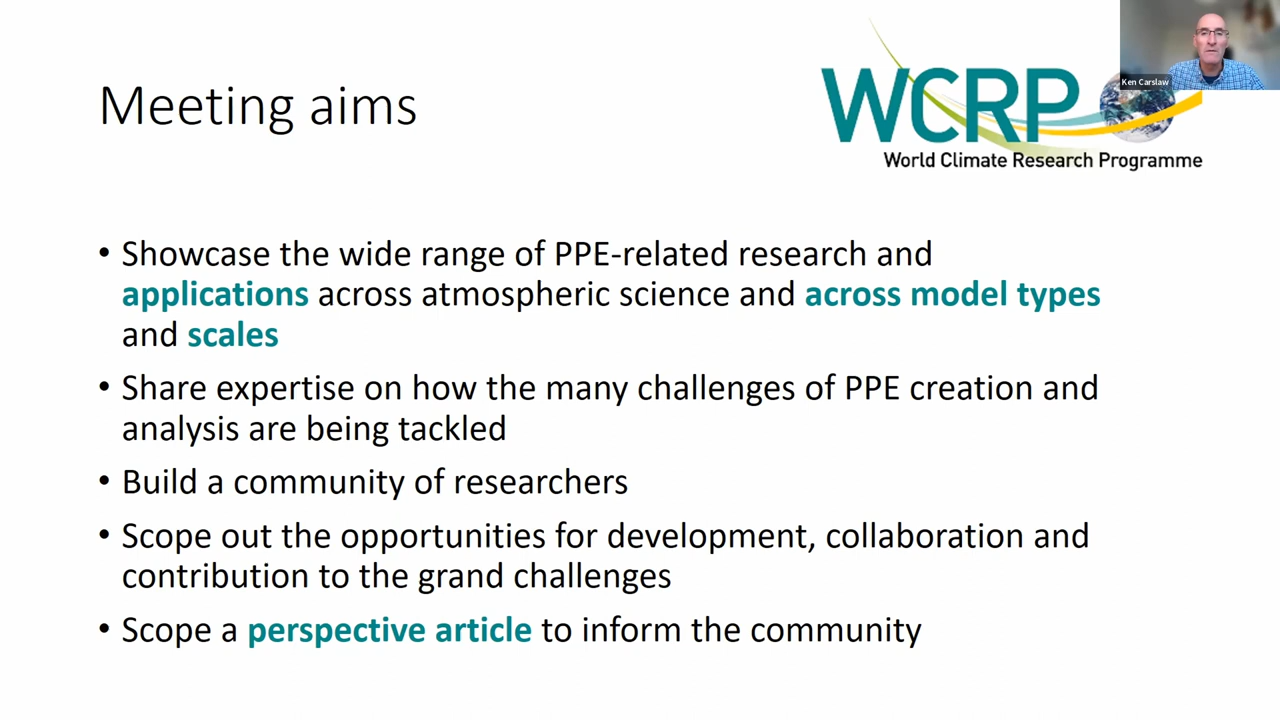 Meeting aims
WCRP
World Climate Research Programme
Ken Carslaw
• Showcase the wide range of PPE-related research and
applications across atmospheric science and across model types
and scales
• Share expertise on how the many challenges of PPE creation and
analysis are being tackled
• Build a community of researchers
• Scope out the opportunities for development, collaboration and
contribution to the grand challenges
• Scope a perspective article to inform the community